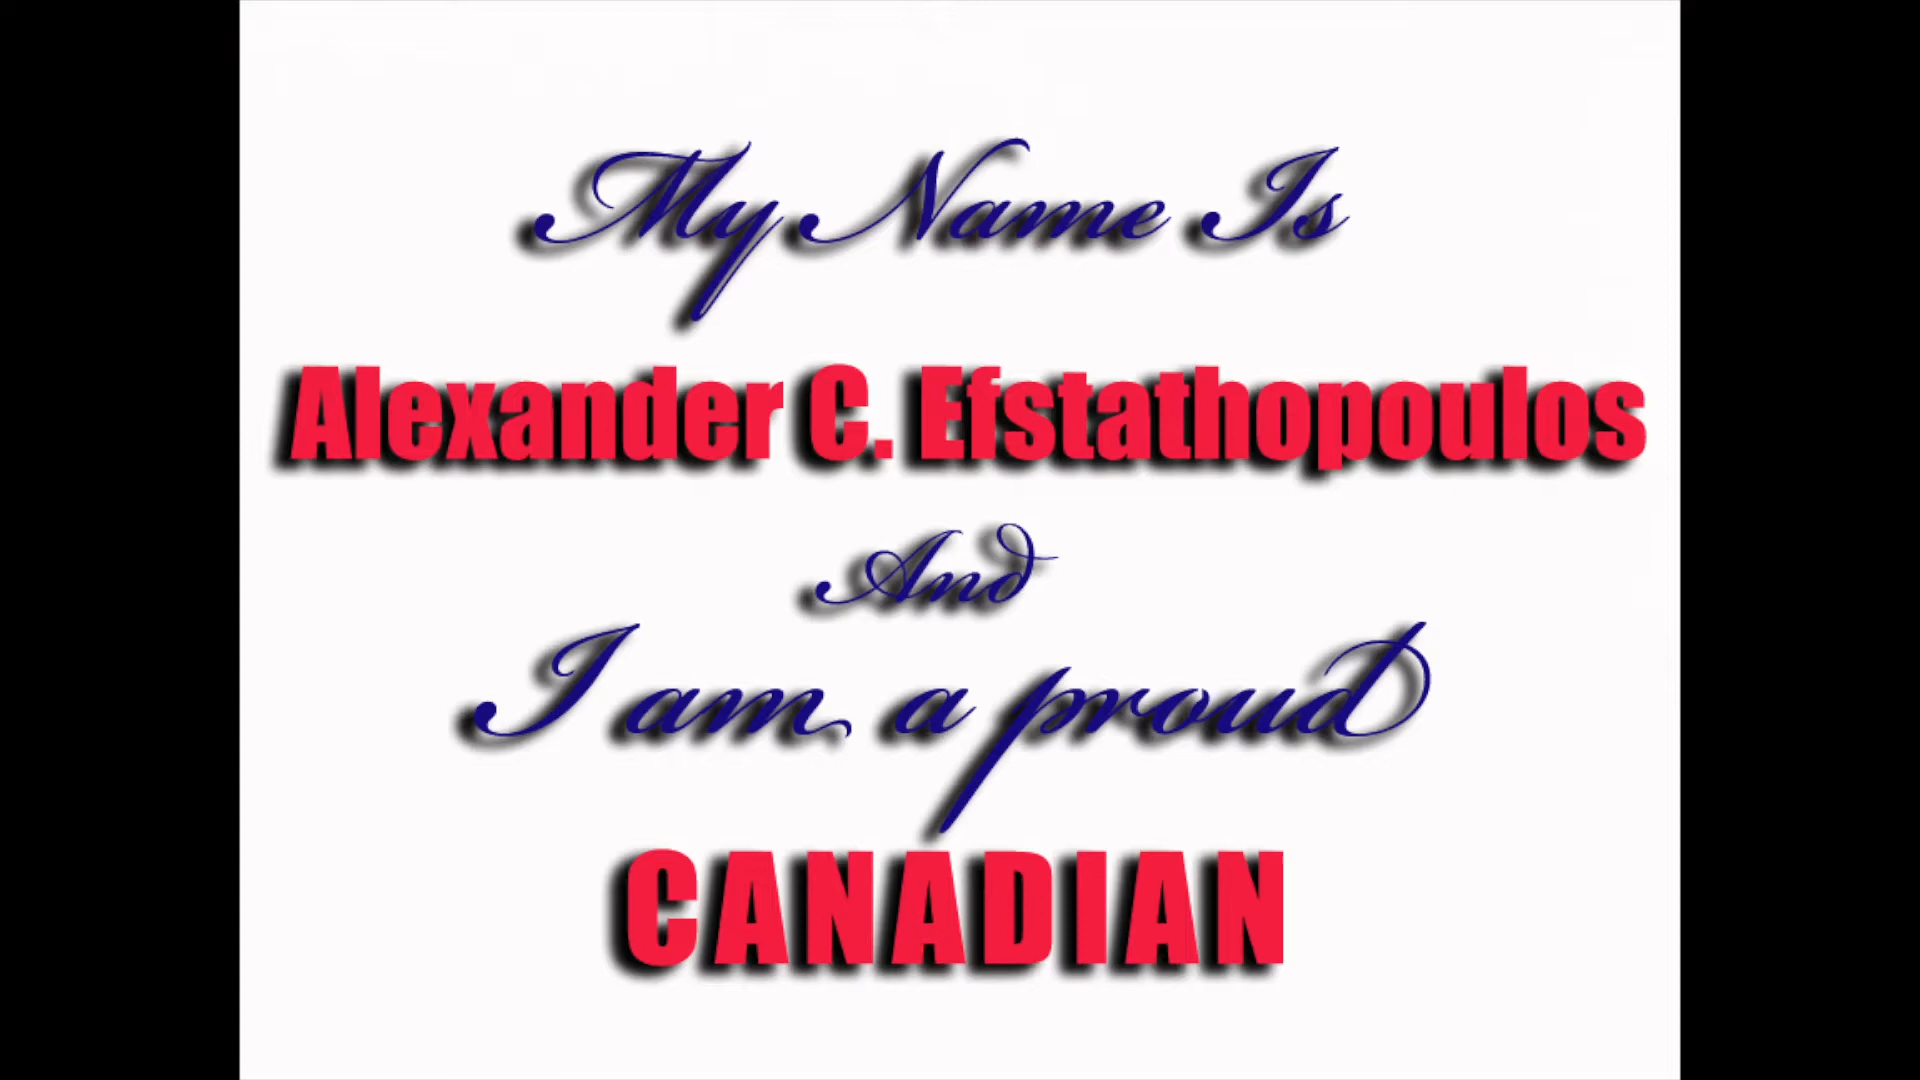 My Name Is
Alexander C. Efstathopoulos
And
I am a proud
CANADIAN